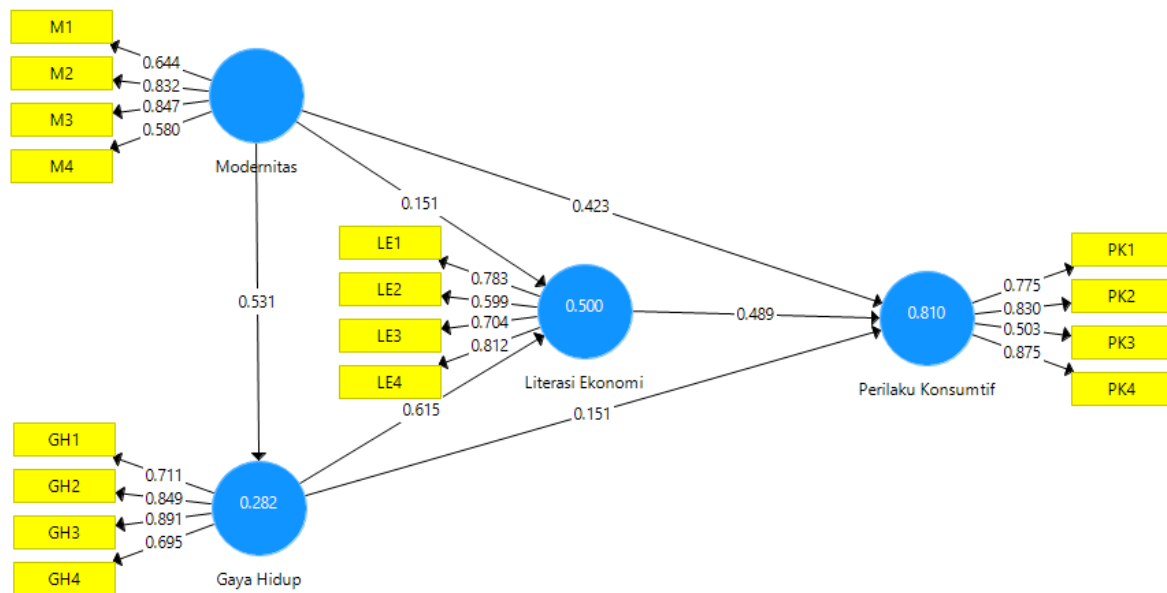 M1
M2
M3
M4
0.644
0.832
0.847
0.580
Modernitas
0.151
0.423
0.531
LE1
LE2
LE3
LE4
0.783
0.599
0.704
0.812
0.500
Literasi Ekonomi
0.489
0.615
0.151
0.810
Perilaku Konsumtif
0.775
0.830
0.503
0.875
PK1
PK2
PK3
PK4
GH1
GH2
GH3
GH4
0.711
0.849
0.891
0.695
0.282
Gaya Hidup